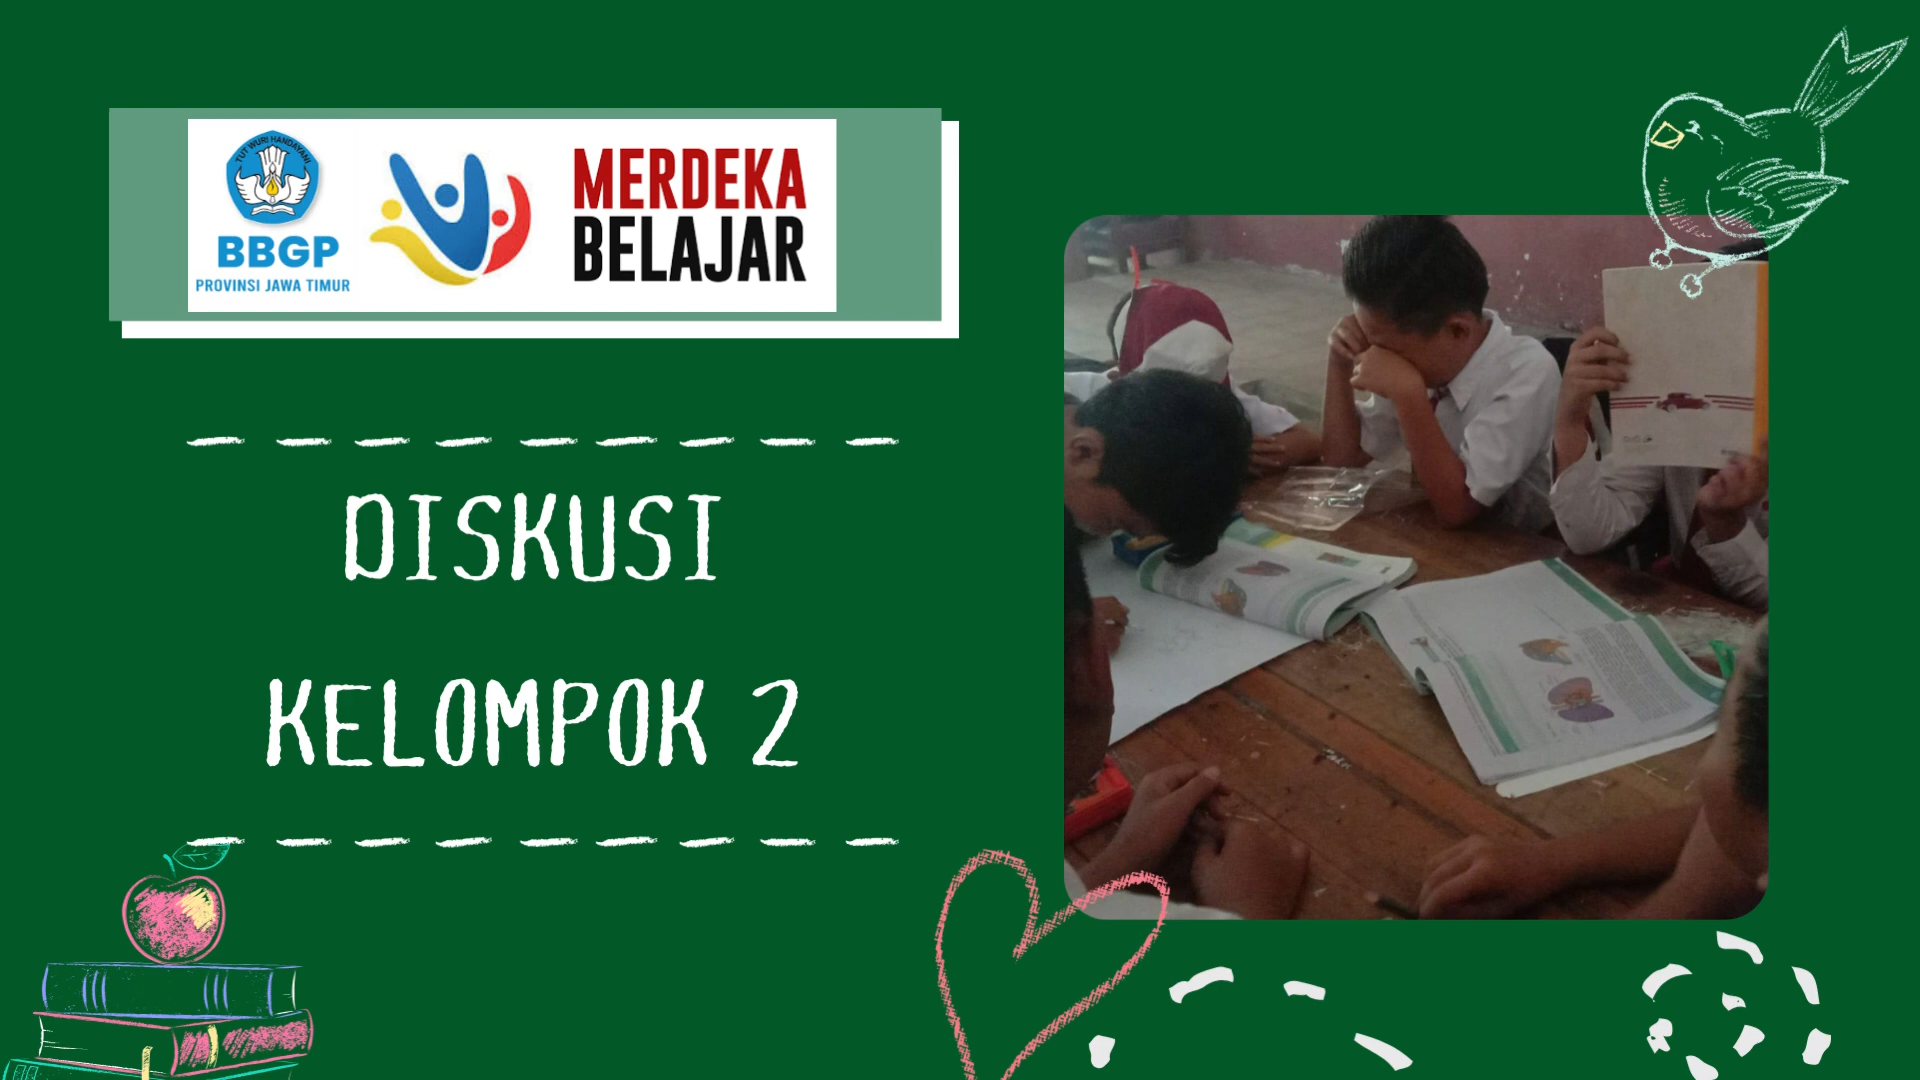 TUT WURI HANDAYANI
BBGP
PROVINSI JAWA TIMUR
MERDEKA
BELAJAR
DISKUSI
KELOMPOK 2